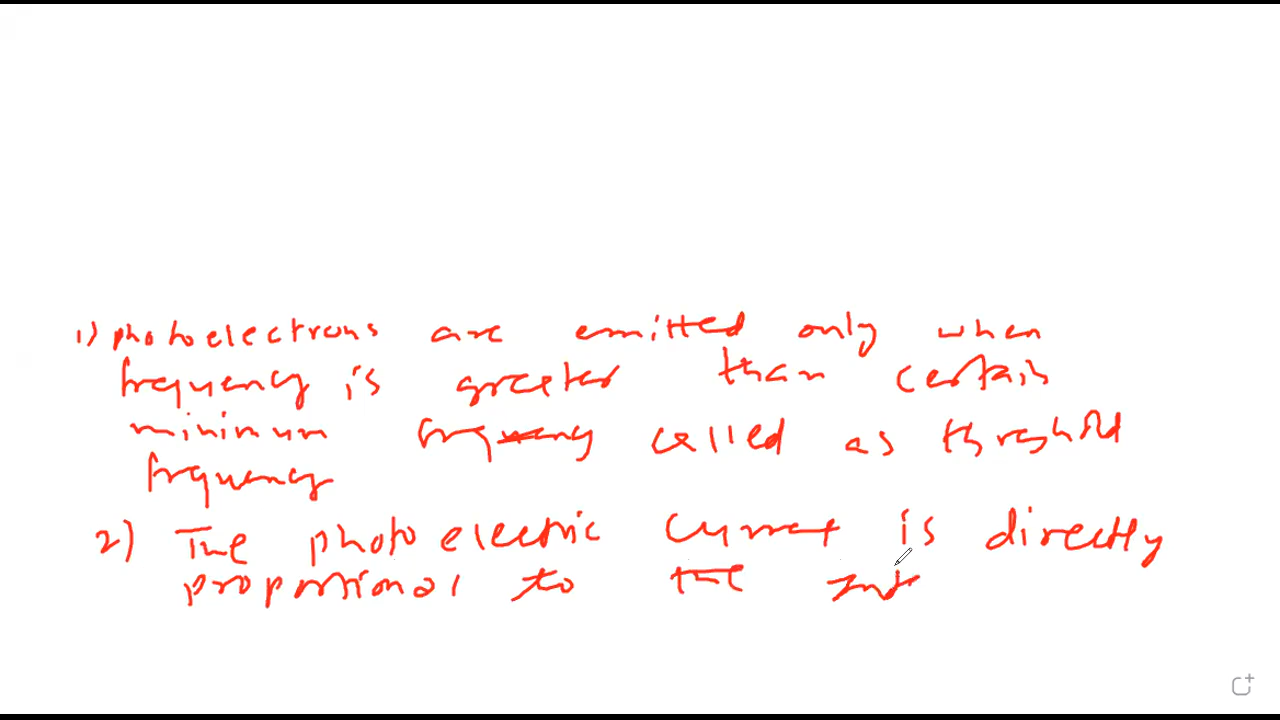 1) photoelectrons are emitted only when
frequency is greater than certain
minimum frequency called as threshold
frequency
2) The photoelectric current is directly
proportional to the Int